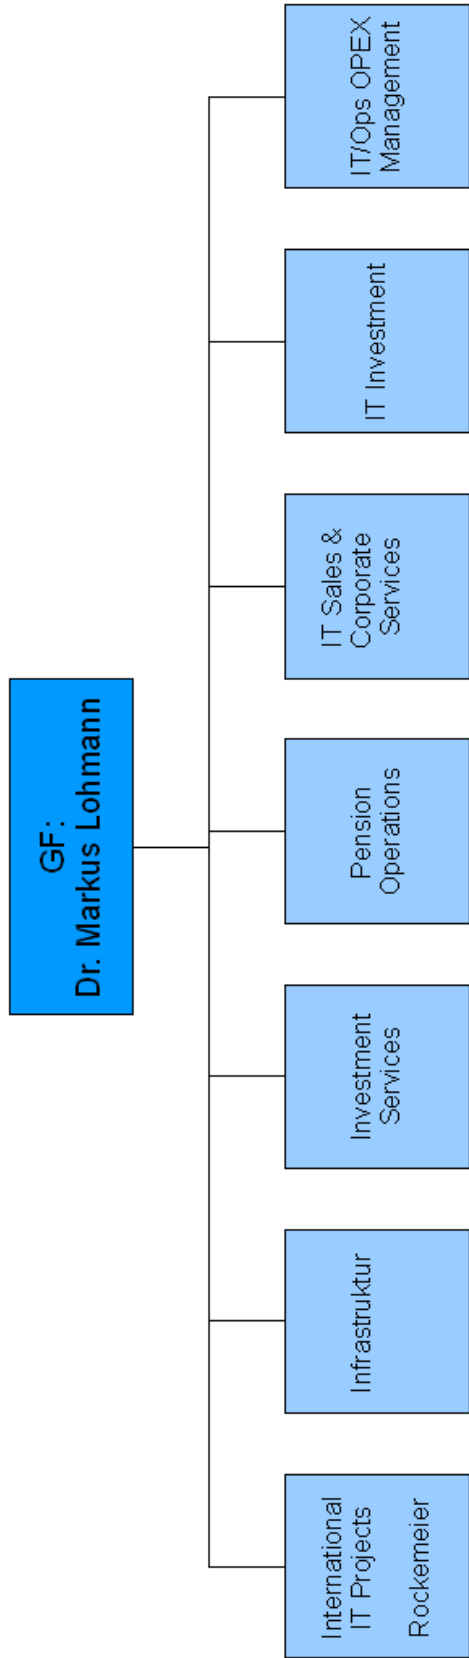 GF:
Dr. Markus Lohmann
International
IT Projects
Rockemeier
Infrastruktur
Investment
Services
Pension
Operations
IT Sales &
Corporate
Services
IT Investment
IT/Ops OPEX
Management